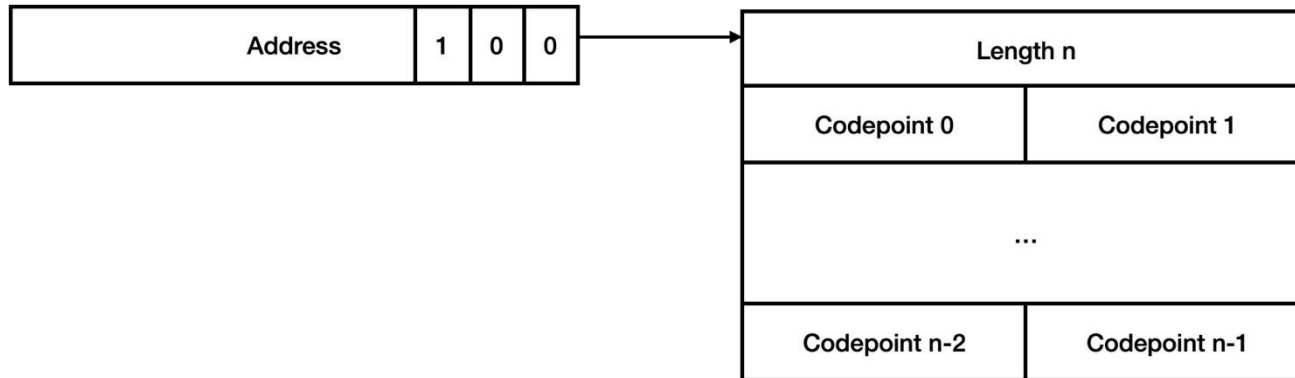 Address 1 0 0
Length n
Codepoint 0 Codepoint 1
...
Codepoint n-2 Codepoint n-1